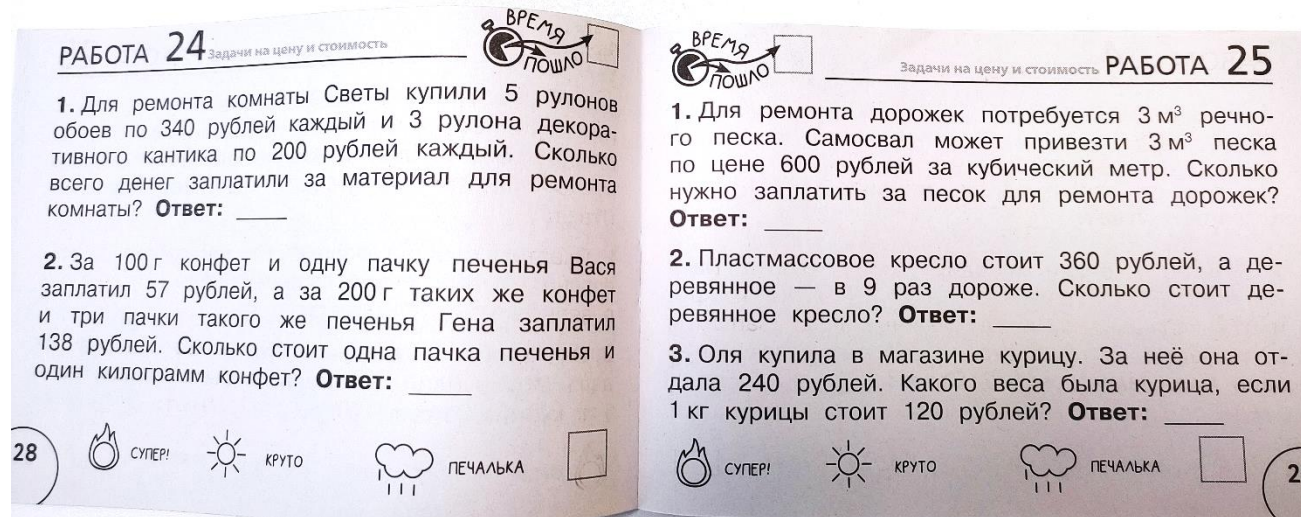 РАБОТА 24 Задачи на цену и стоимость
ВРЕМЯ
ПОШЛО
1. Для ремонта комнаты Светы купили 5 рулонов
обоев по 340 рублей каждый и 3 рулона декора-
тивного кантика по 200 рублей каждый. Сколько
всего денег заплатили за материал для ремонта
комнаты? Ответ: ____
2. За 100 г конфет и одну пачку печенья Вася
заплатил 57 рублей, а за 200 г таких же конфет
и три пачки такого же печенья Гена заплатил
138 рублей. Сколько стоит одна пачка печенья и
один килограмм конфет? Ответ: ____
28
СУПЕР!
КРУТО
ПЕЧАЛЬКА
ВРЕМЯ
ПОШЛО
Задачи на цену и стоимость РАБОТА 25
1. Для ремонта дорожек потребуется 3 м³ речно-
го песка. Самосвал может привезти 3 м³ песка
по цене 600 рублей за кубический метр. Сколько
нужно заплатить за песок для ремонта дорожек?
Ответ: ____
2. Пластмассовое кресло стоит 360 рублей, а де-
ревянное — в 9 раз дороже. Сколько стоит де-
ревянное кресло? Ответ: ____
3. Оля купила в магазине курицу. За неё она от-
дала 240 рублей. Какого веса была курица, если
1 кг курицы стоит 120 рублей? Ответ: ____
СУПЕР!
КРУТО
ПЕЧАЛЬКА
2